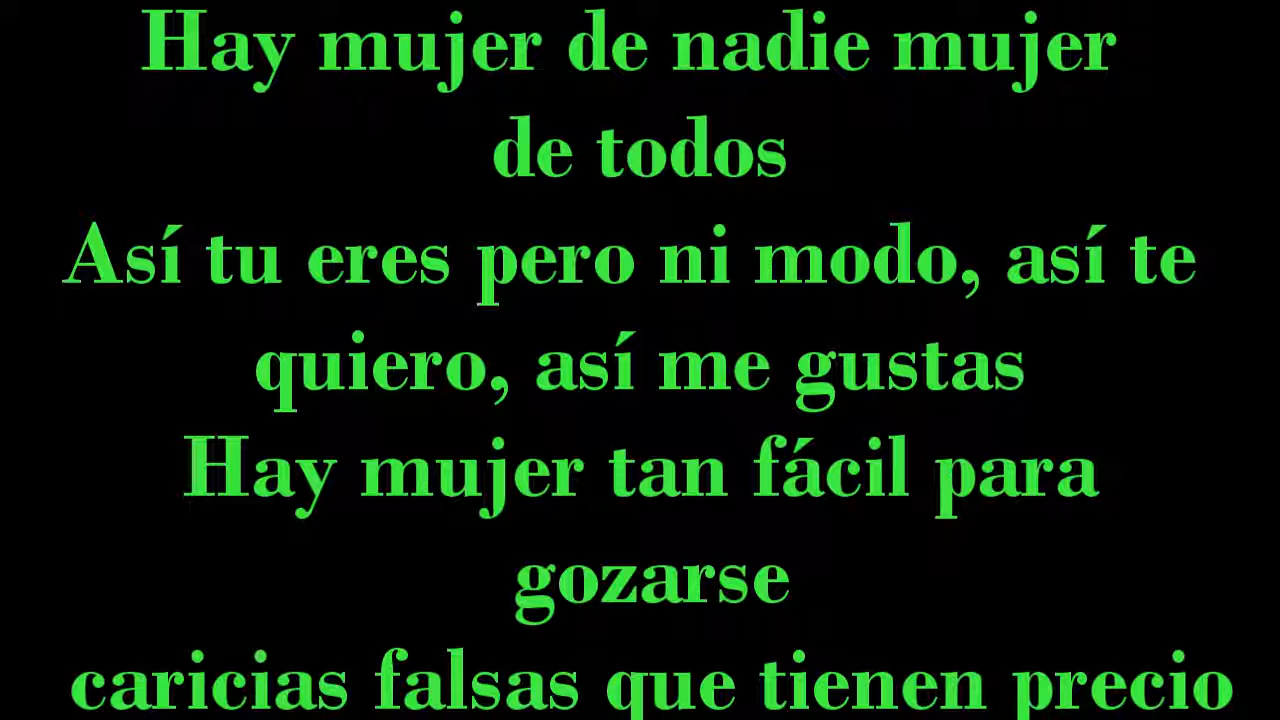 Hay mujer de nadie mujer
de todos
Así tu eres pero ni modo, así te
quiero, así me gustas
Hay mujer tan fácil para
gozarse
caricias falsas que tienen precio